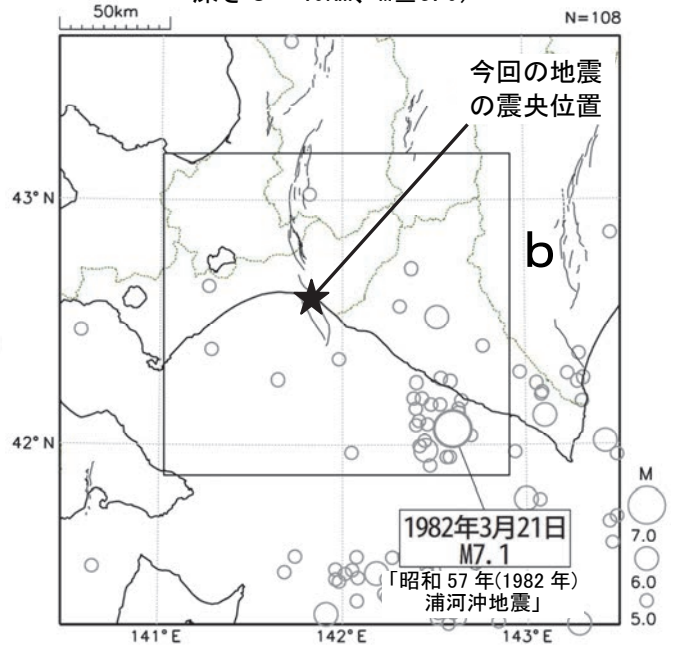 50km
N=108
今回の地震
の震央位置
43°N
b
42°N
1982年3月21日
M7.1
「昭和 57 年(1982 年)
浦河沖地震」
M
7.0
6.0
5.0
141°E
142°E
143°E